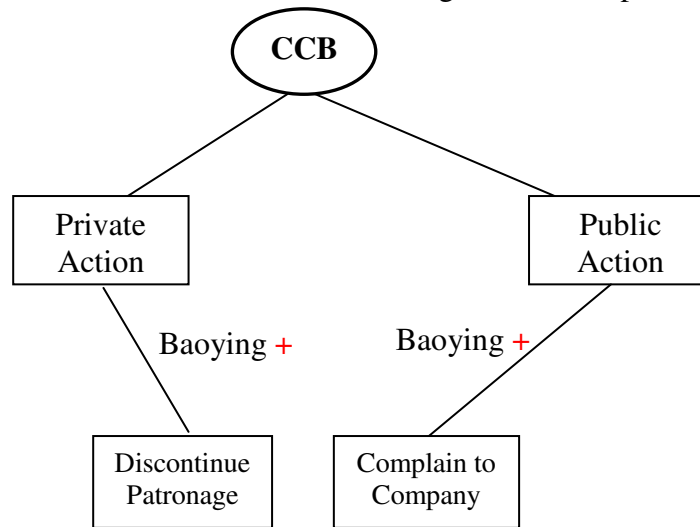 CCB
Private
Action
Public
Action
Baoying +
Baoying +
Discontinue
Patronage
Complain to
Company